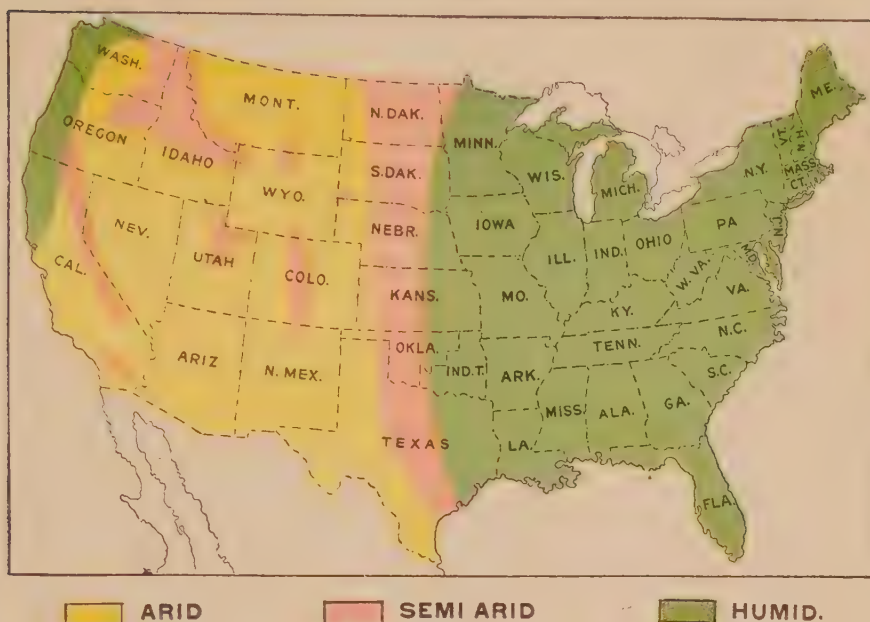 WASH.
MONT.
N.DAK.
MINN.
ME.
OREGON
IDAHO
WYO.
S.DAK.
WIS.
MICH.
N.Y.
VT.
N.H.
MASS.
CT.
NEV.
UTAH
COLO.
NEBR.
IOWA
ILL.
IND.
OHIO
PA
N.J.
MD.
CAL.
KANS.
MO.
KY.
W.VA.
VA.
ARIZ
N. MEX.
OKLA.
IND.T.
ARK.
TENN.
N.C.
S.C.
TEXAS
LA.
MISS.
ALA.
GA.
FLA.
ARID
SEMI ARID
HUMID.